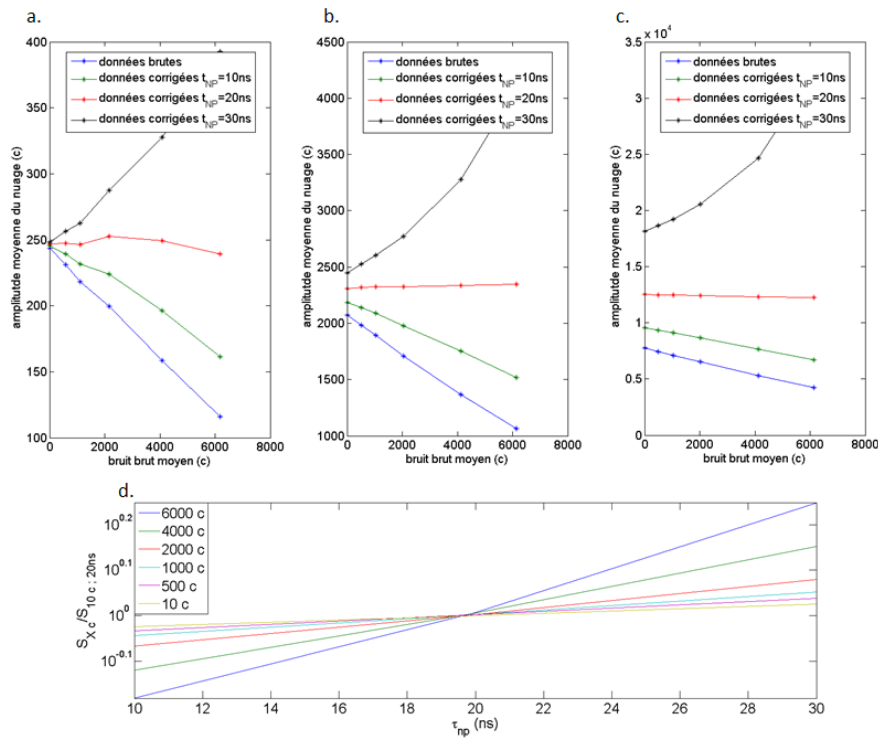 a.
400
350
300
250
200
150
100
0
2000
4000
6000
8000
amplitutde moyenne du nuage (c)
bruit brut moyen (c)
données brutes
données corrigées t_NP=10ns
données corrigées t_NP=20ns
données corrigées t_NP=30ns
b.
4500
4000
3500
3000
2500
2000
1500
1000
0
2000
4000
6000
8000
amplitutde moyenne du nuage (c)
bruit brut moyen (c)
données brutes
données corrigées t_NP=10ns
données corrigées t_NP=20ns
données corrigées t_NP=30ns
c.
x 10^4
3.5
3
2.5
2
1.5
1
0.5
0
0
2000
4000
6000
8000
amplitutde moyenne du nuage (c)
bruit brut moyen (c)
données brutes
données corrigées t_NP=10ns
données corrigées t_NP=20ns
données corrigées t_NP=30ns
d.
10^0.2
10^0.1
10^0
10^-0.1
S_X c/S_10 c ; 20ns
6000 c
4000 c
2000 c
1000 c
500 c
10 c
10
12
14
16
18
20
22
24
26
28
30
τ_np (ns)